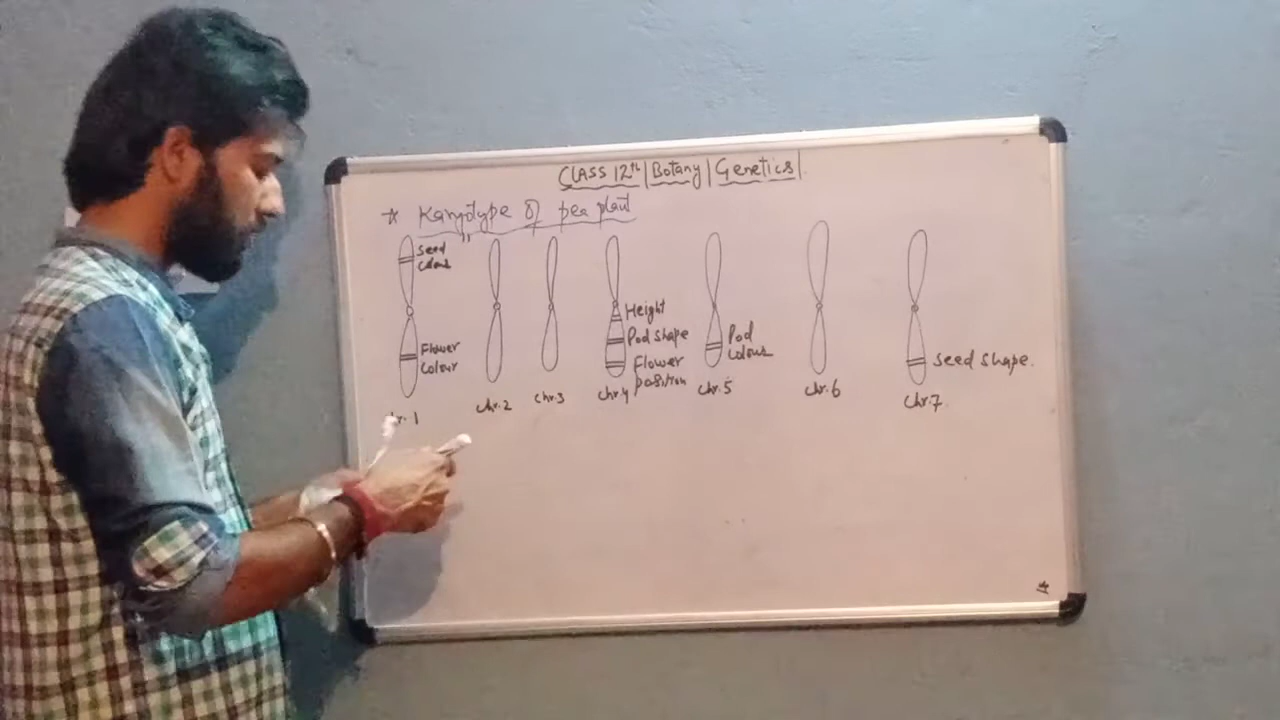 CLASS 12th | Botany | Genetics |
* Karyotype of pea plant
Seed
Colour
Flower
Colour
Height
Pod shape
Flower
position
Pod
Colour
Seed shape.
Chr.2
Chr.3
Chr.4
Chr.5
Chr.6
Chr.7